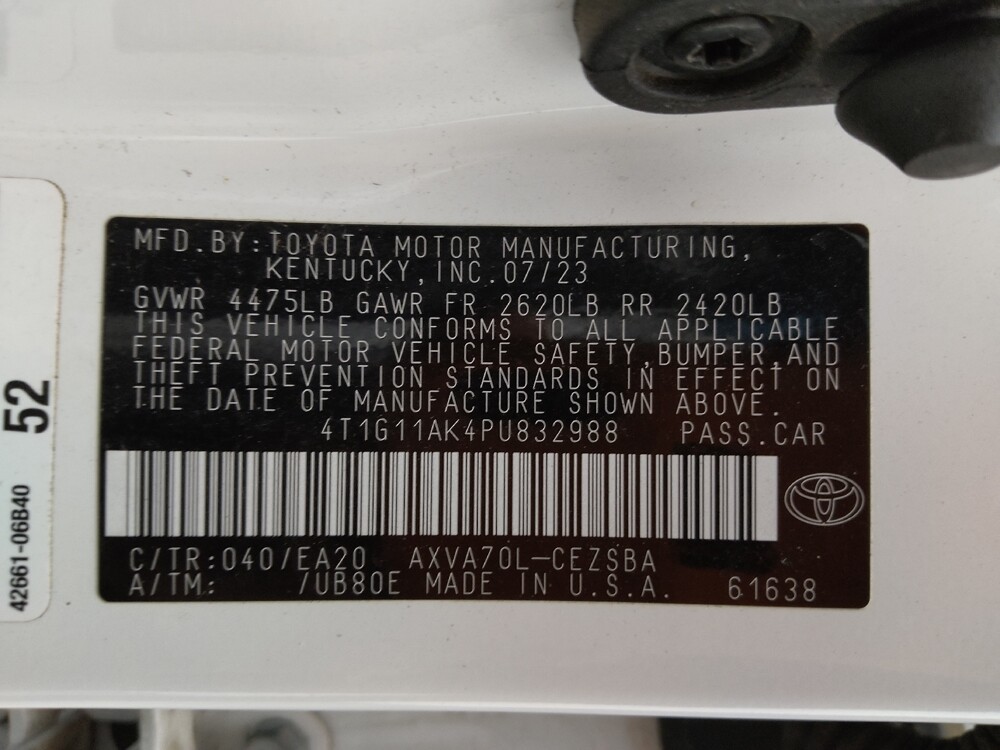 MFD.BY:TOYOTA MOTOR MANUFACTURING,
KENTUCKY,INC.07/23
GVWR 4475LB GAWR FR 2620LB RR 2420LB
THIS VEHICLE CONFORMS TO ALL APPLICABLE
FEDERAL MOTOR VEHICLE SAFETY,BUMPER,AND
THEFT PREVENTION STANDARDS IN EFFECT ON
THE DATE OF MANUFACTURE SHOWN ABOVE.
4T1G11AK4PU832988 PASS.CAR
C/TR:040/EA20 AXVA70L-CEZSBA
A/TM: /UB80E MADE IN U.S.A. 61638
52
42661-06B40